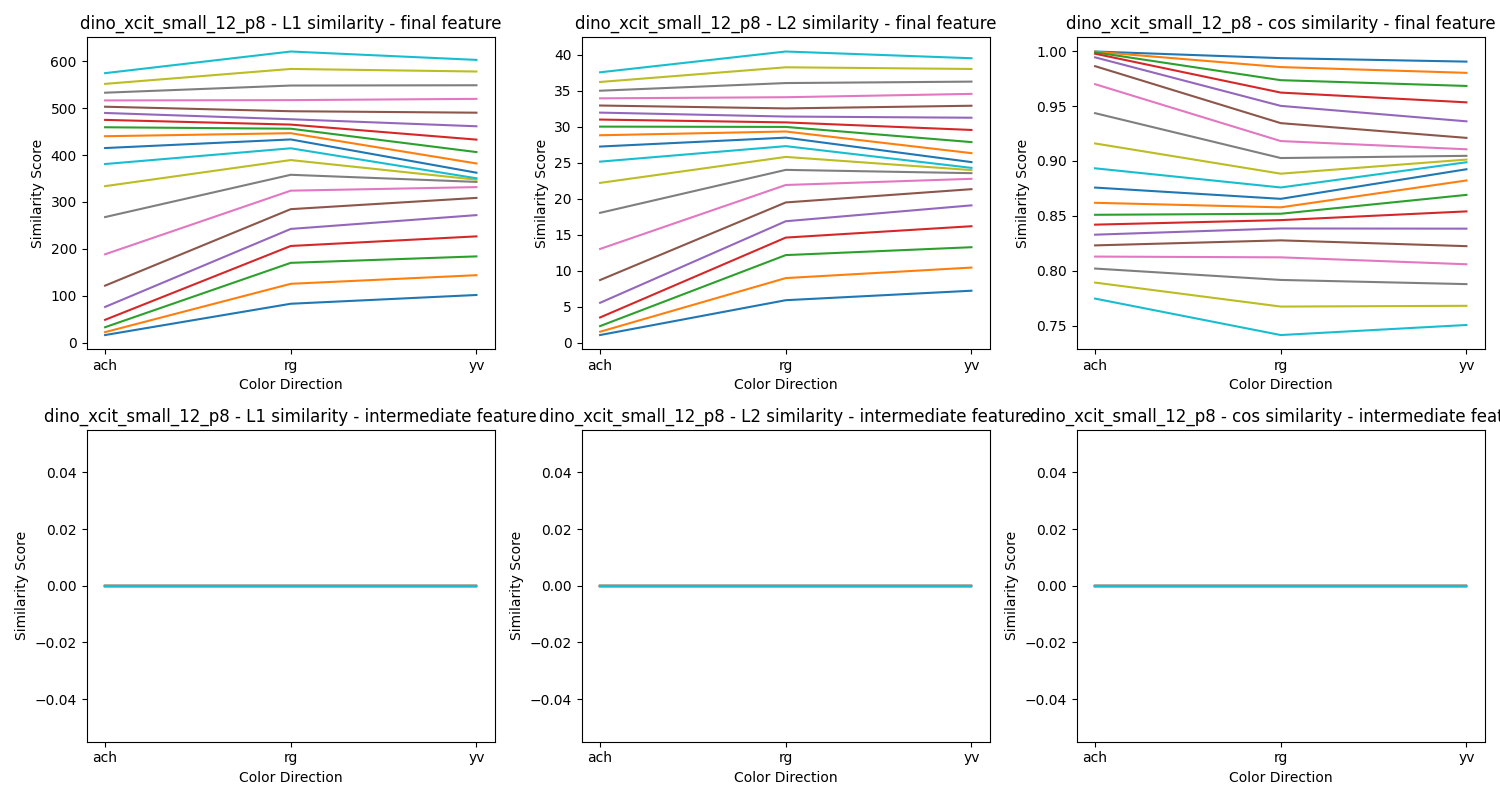 dino_xcit_small_12_p8 - L1 similarity - final feature
Similarity Score
600
500
400
300
200
100
0
ach
rg
yv
Color Direction
dino_xcit_small_12_p8 - L2 similarity - final feature
Similarity Score
40
35
30
25
20
15
10
5
0
ach
rg
yv
Color Direction
dino_xcit_small_12_p8 - cos similarity - final feature
Similarity Score
1.00
0.95
0.90
0.85
0.80
0.75
ach
rg
yv
Color Direction
dino_xcit_small_12_p8 - L1 similarity - intermediate feature
Similarity Score
0.04
0.02
0.00
−0.02
−0.04
ach
rg
yv
Color Direction
dino_xcit_small_12_p8 - L2 similarity - intermediate feature
Similarity Score
0.04
0.02
0.00
−0.02
−0.04
ach
rg
yv
Color Direction
dino_xcit_small_12_p8 - cos similarity - intermediate feat
Similarity Score
0.04
0.02
0.00
−0.02
−0.04
ach
rg
yv
Color Direction